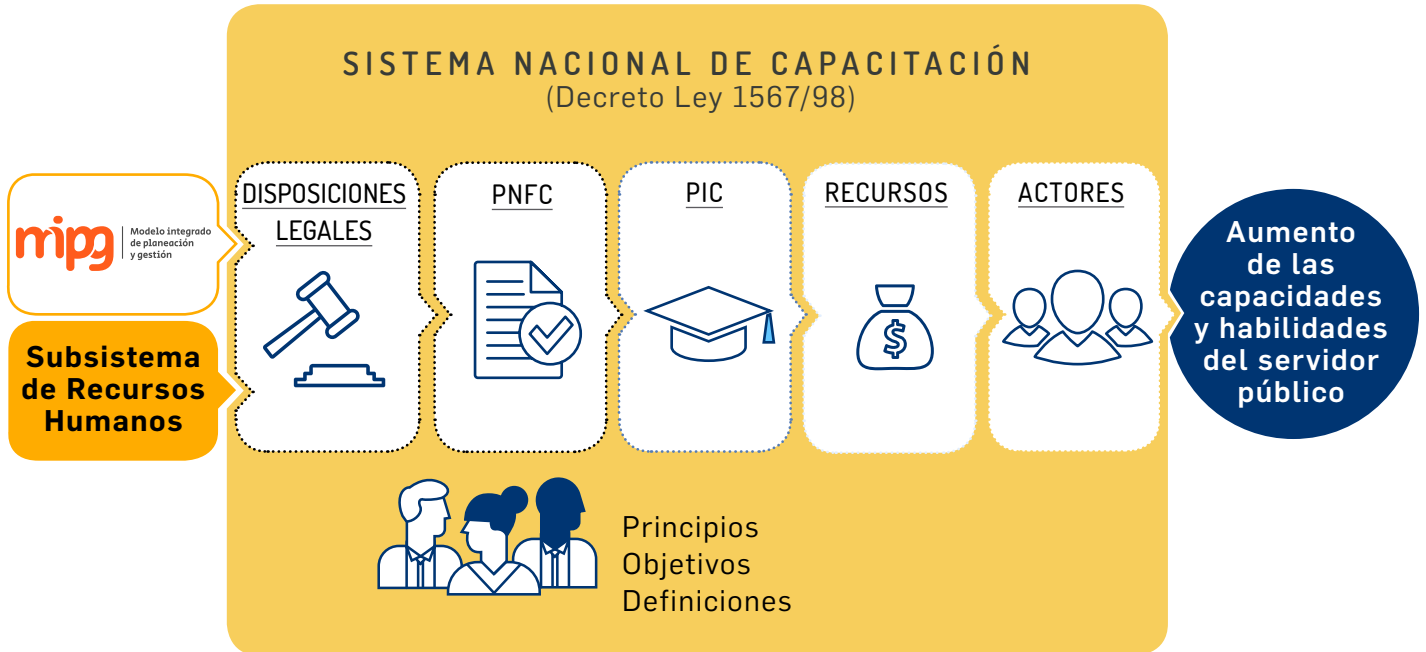 SISTEMA NACIONAL DE CAPACITACIÓN
(Decreto Ley 1567/98)
mipg
Modelo integrado
de planeación
y gestión
Subsistema
de Recursos
Humanos
DISPOSICIONES
LEGALES
PNFC
PIC
RECURSOS
$
ACTORES
Aumento
de las
capacidades
y habilidades
del servidor
público
Principios
Objetivos
Definiciones